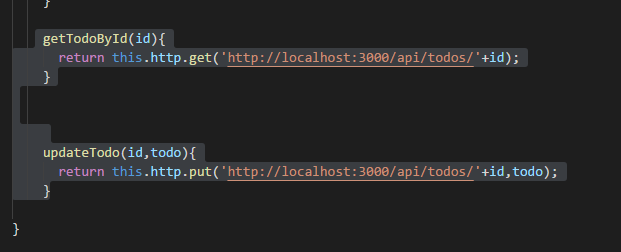 }
getTodoById(id){
return this.http.get('http://localhost:3000/api/todos/'+id);
}
updateTodo(id,todo){
return this.http.put('http://localhost:3000/api/todos/'+id,todo);
}
}